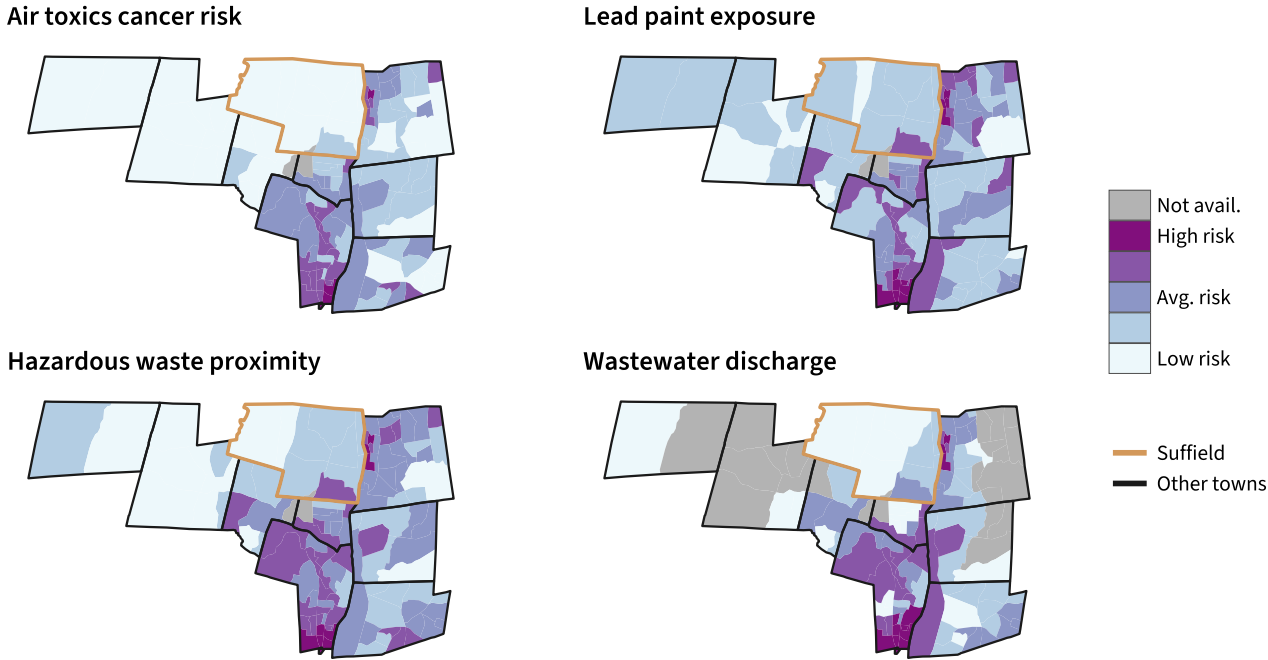 Air toxics cancer risk
Lead paint exposure
Hazardous waste proximity
Wastewater discharge
Not avail.
High risk
Avg. risk
Low risk
Suffield
Other towns